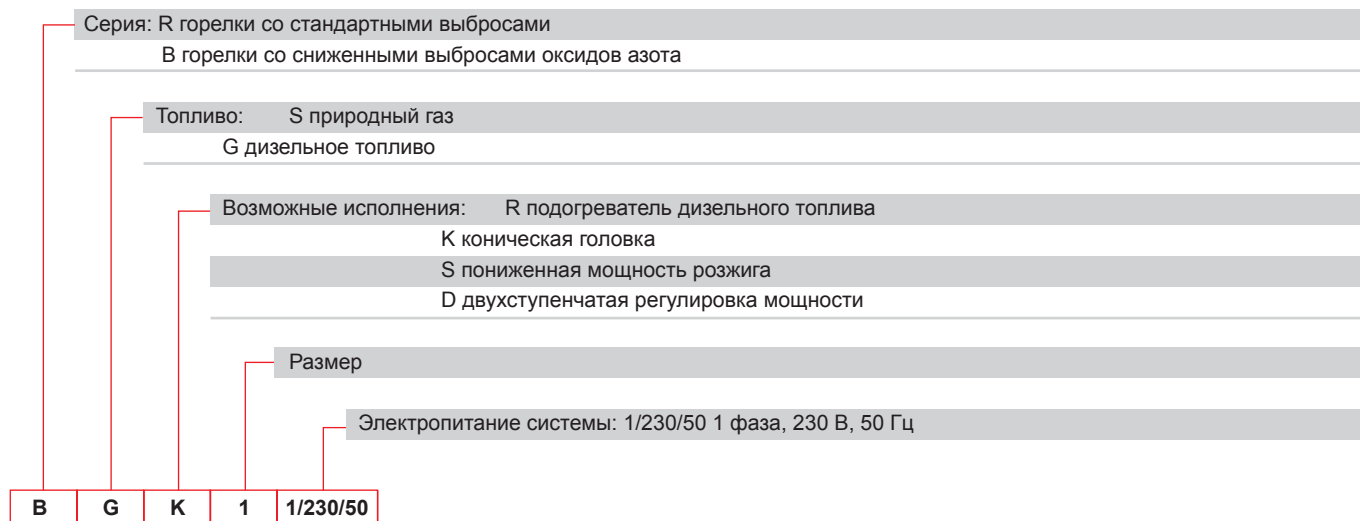 Серия: R горелки со стандартными выбросами
B горелки со сниженными выбросами оксидов азота
Топливо: S природный газ
G дизельное топливо
Возможные исполнения: R подогреватель дизельного топлива
K коническая головка
S пониженная мощность розжига
D двухступенчатая регулировка мощности
Размер
Электропитание системы: 1/230/50 1 фаза, 230 В, 50 Гц
B G K 1 1/230/50